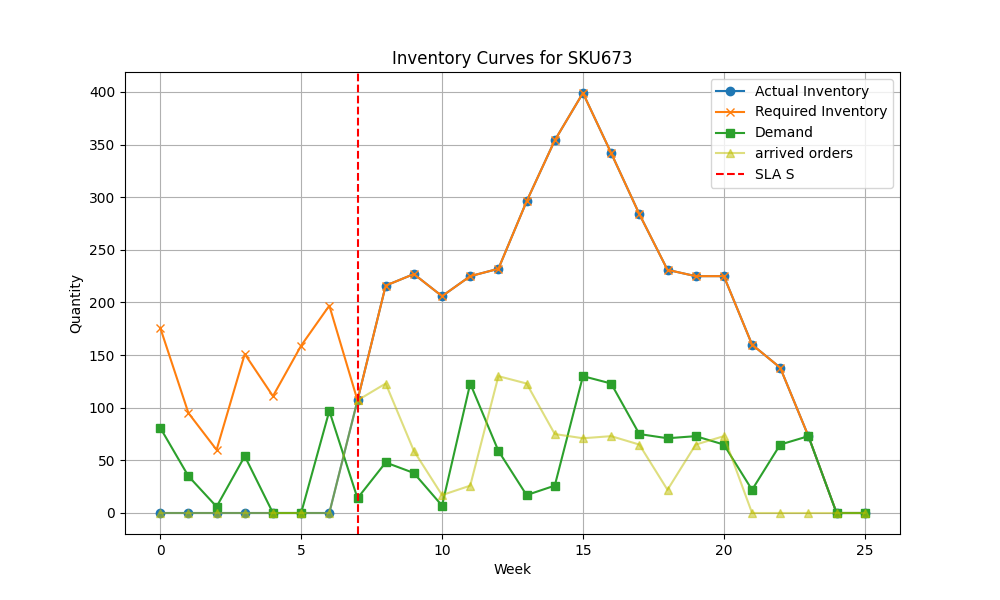 Inventory Curves for SKU673
Actual Inventory
Required Inventory
Demand
arrived orders
SLA S
Quantity
400
350
300
250
200
150
100
50
0
0 5 10 15 20 25
Week